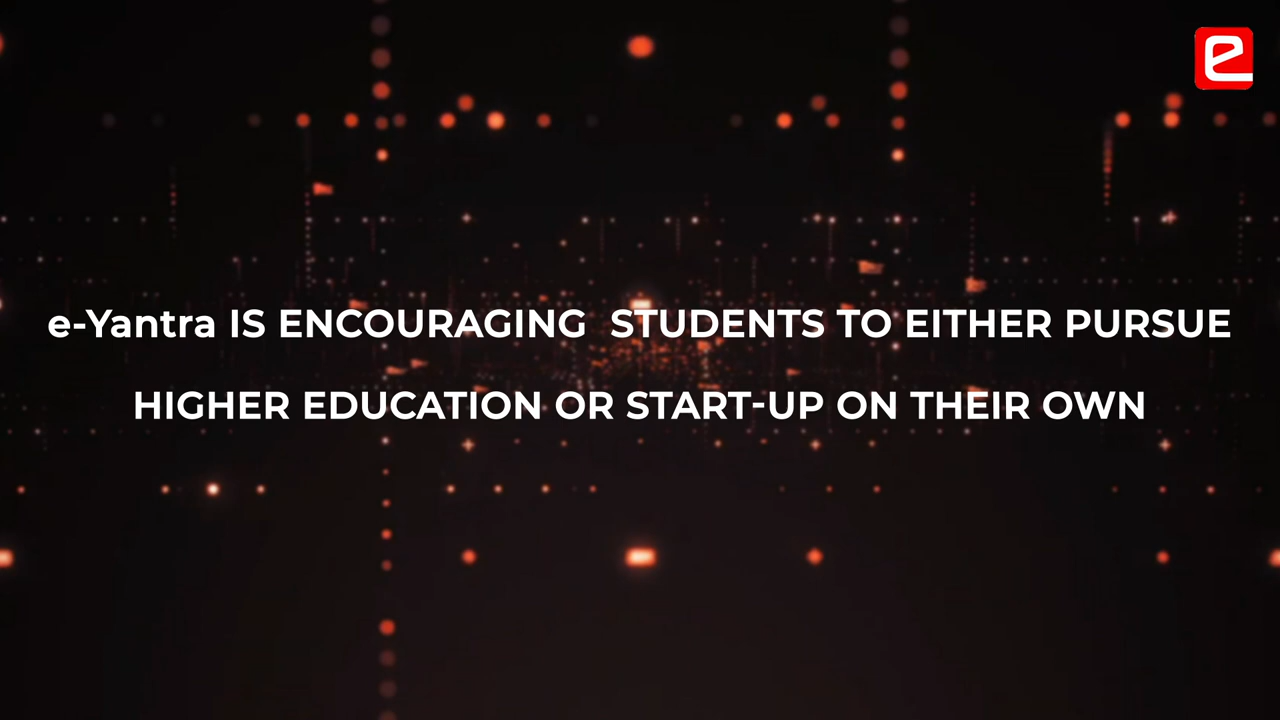 e
e-Yantra IS ENCOURAGING  STUDENTS TO EITHER PURSUE
HIGHER EDUCATION OR START-UP ON THEIR OWN